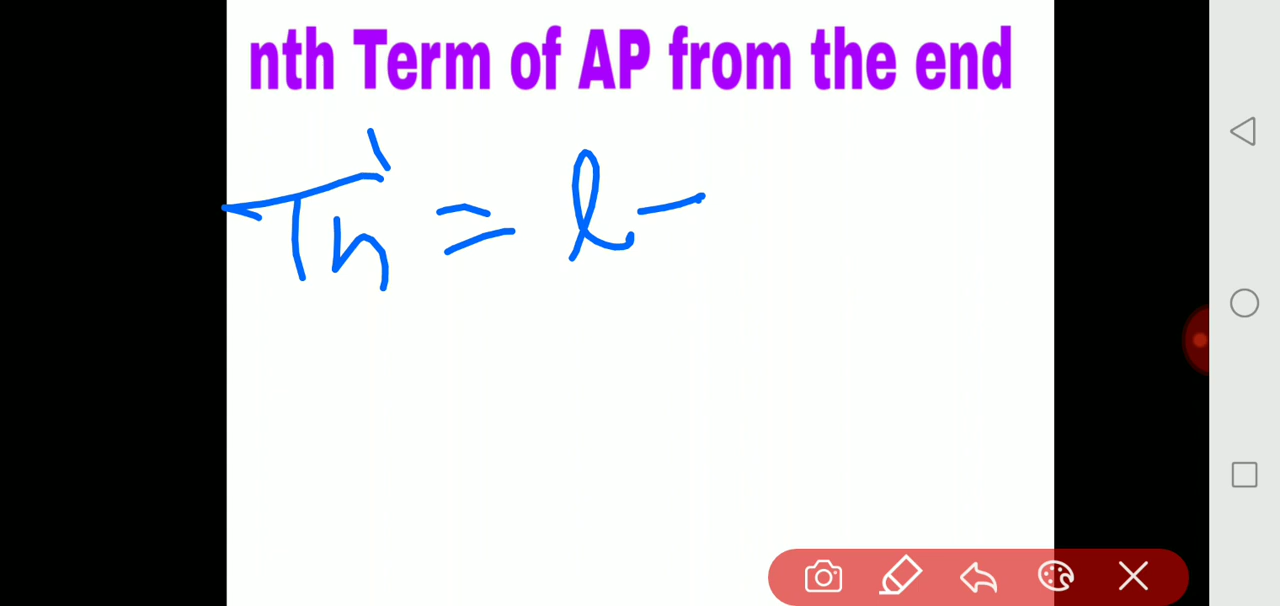 nth Term of AP from the end
Tn' = l -